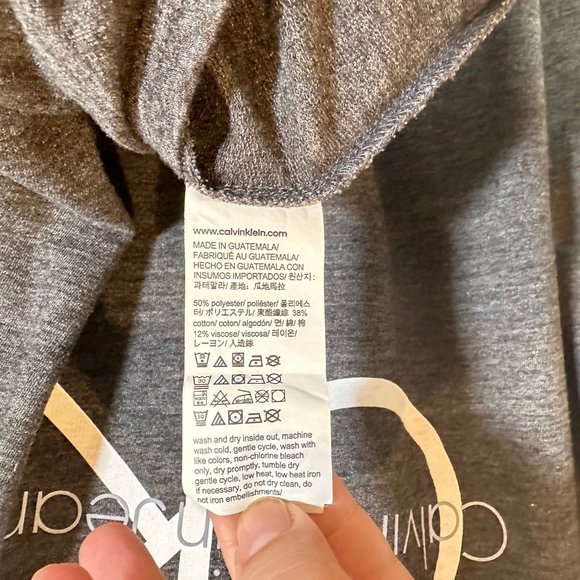 www.calvinklein.com
MADE IN GUATEMALA/
FABRIQUÉ AU GUATEMALA/
HECHO EN GUATEMALA CON
INSUMOS IMPORTADOS/ 원산지 :
과테말라/ 產地: 瓜地馬拉
50% polyester/ poliéster/ 폴리에스
터/ ポリエステル/ 聚酯纖維 38%
cotton/ coton/ algodón/ 면/ 綿/ 棉
12% viscose/ viscosa/ 레이온/
レーヨン/ 人造絲
wash and dry inside out, machine
wash cold, gentle cycle, wash with
like colors, non-chlorine bleach
only, dry promptly, tumble dry
gentle cycle, low heat, low heat iron
if necessary, do not dry clean, do
not iron embellishments/
Calvin